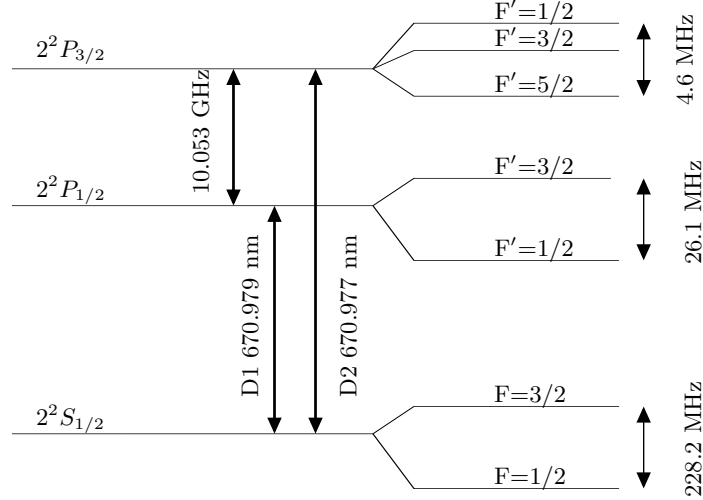 F′=1/2
2²P₃/₂
F′=3/2
F′=5/2
4.6 MHz
10.053 GHz
2²P₁/₂
F′=3/2
F′=1/2
26.1 MHz
D1 670.979 nm
D2 670.977 nm
2²S₁/₂
F=3/2
F=1/2
228.2 MHz